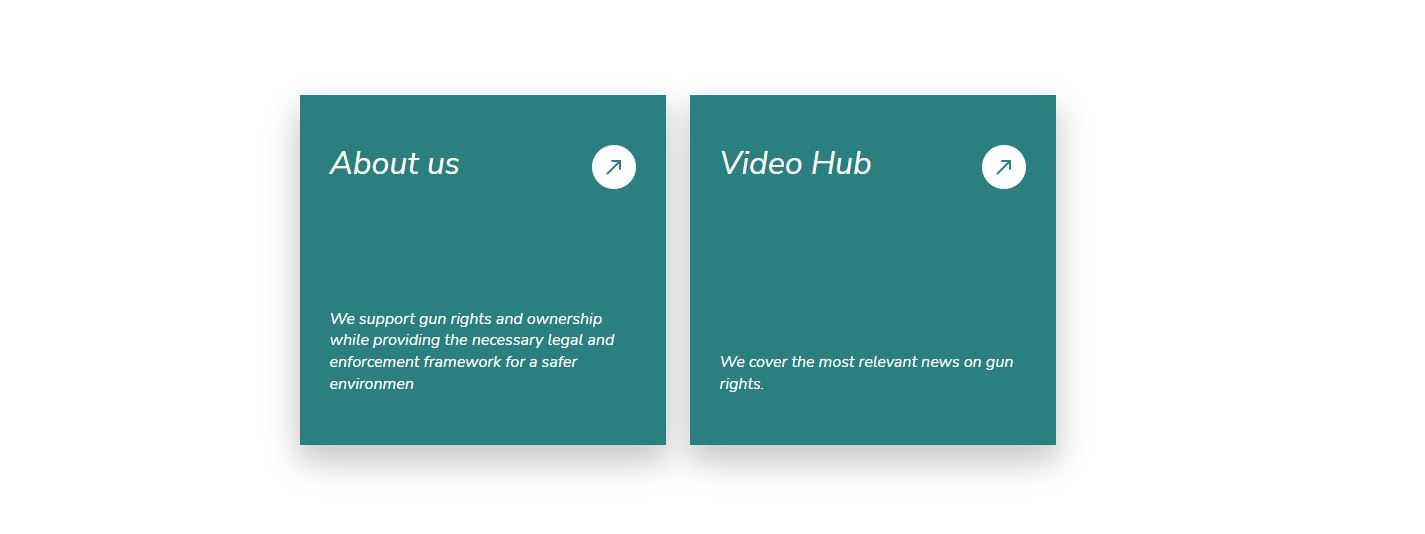 About us
Video Hub
We support gun rights and ownership
while providing the necessary legal and
enforcement framework for a safer
environmen
We cover the most relevant news on gun
rights.